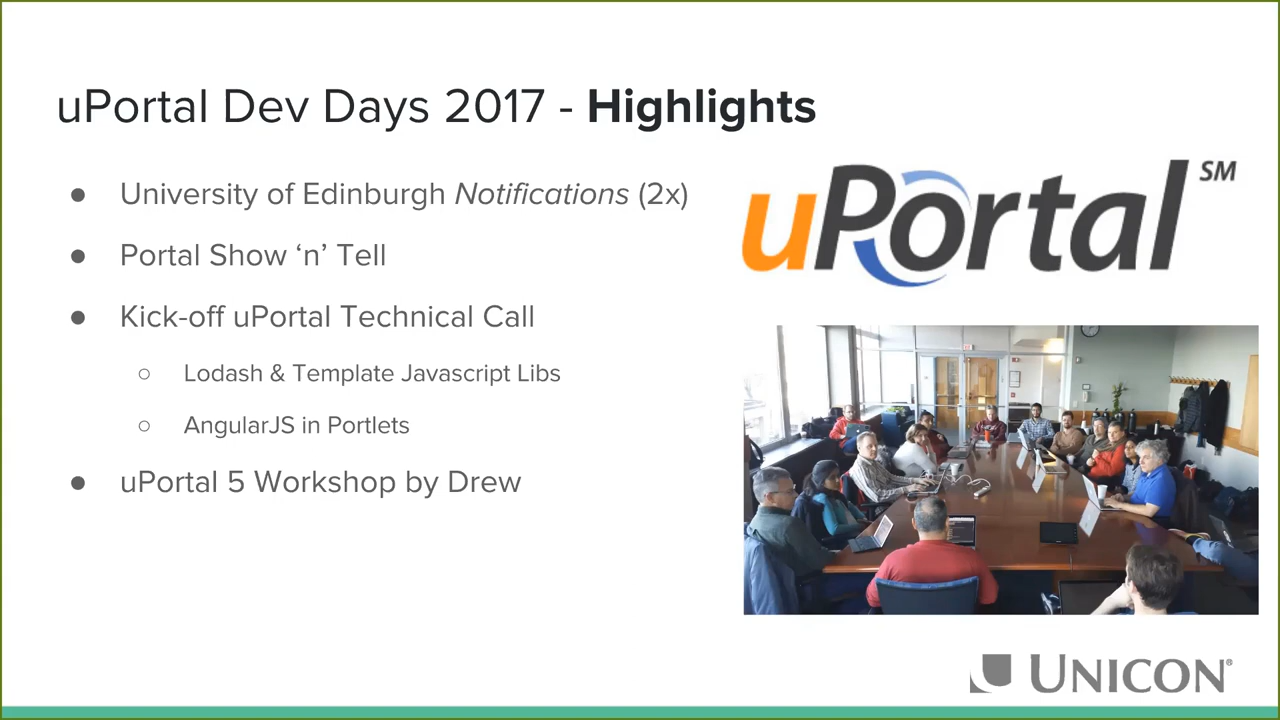 uPortal Dev Days 2017 - Highlights
● University of Edinburgh Notifications (2x)
● Portal Show ‘n’ Tell
● Kick-off uPortal Technical Call
○ Lodash & Template Javascript Libs
○ AngularJS in Portlets
● uPortal 5 Workshop by Drew
uPortal SM
UNICON®